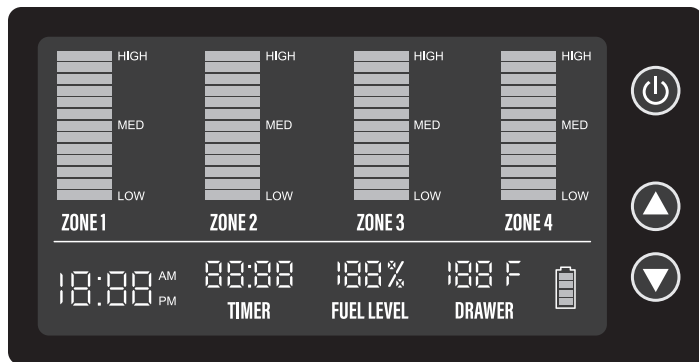 HIGH HIGH HIGH HIGH
MED MED MED MED
LOW LOW LOW LOW
ZONE 1 ZONE 2 ZONE 3 ZONE 4
18:88 AM PM 88:88 188% 188 F
TIMER FUEL LEVEL DRAWER